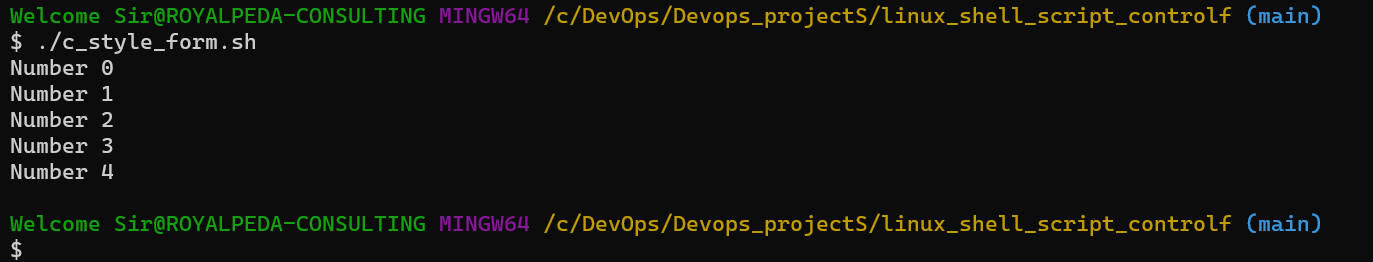 Welcome Sir@ROYALPEDA-CONSULTING MINGW64 /c/DevOps/Devops_projectS/linux_shell_script_controlf (main)
$ ./c_style_form.sh
Number 0
Number 1
Number 2
Number 3
Number 4
Welcome Sir@ROYALPEDA-CONSULTING MINGW64 /c/DevOps/Devops_projectS/linux_shell_script_controlf (main)
$